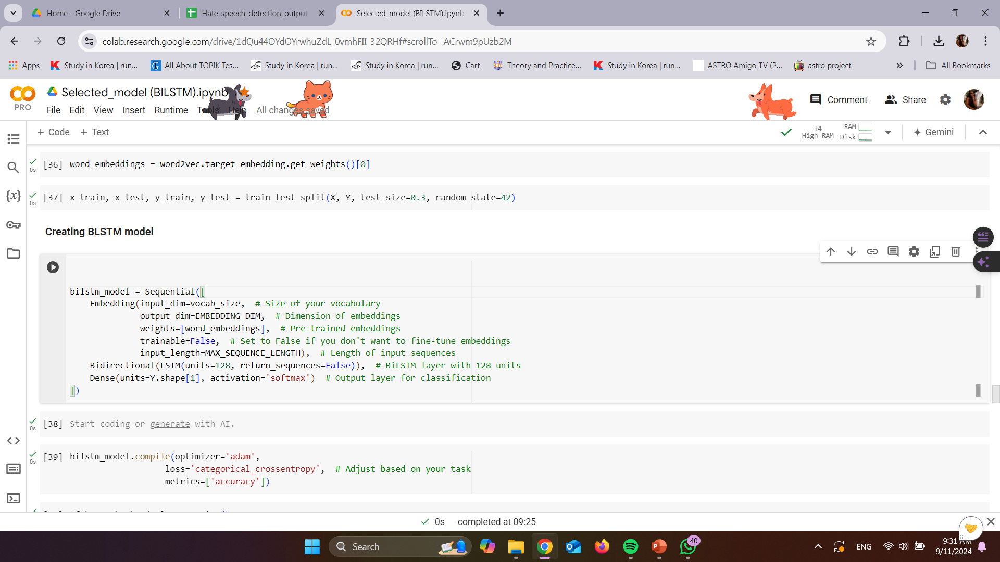 Home - Google Drive
Hate_speech_detection_output
Selected_model (BILSTM).ipynb
colab.research.google.com/drive/1dQu44OYdOYrwhuZdL_0vmhFII_32QRHf#scrollTo=ACrwm9pUzb2M
Apps
Study in Korea | run...
All About TOPIK Tes...
Study in Korea | run...
Study in Korea | run...
Cart
Theory and Practice...
Study in Korea | run...
ASTRO Amigo TV (2...
astro project
All Bookmarks
PRO
Selected_model (BILSTM).ipynb
File Edit View Insert Runtime Tools Help All changes saved
Comment
Share
+ Code + Text
T4
High RAM
RAM
Disk
Gemini
0s
[36] word_embeddings = word2vec.target_embedding.get_weights()[0]
0s
[37] x_train, x_test, y_train, y_test = train_test_split(X, Y, test_size=0.3, random_state=42)
Creating BLSTM model
bilstm_model = Sequential([
Embedding(input_dim=vocab_size,  # Size of your vocabulary
output_dim=EMBEDDING_DIM,  # Dimension of embeddings
weights=[word_embeddings],  # Pre-trained embeddings
trainable=False,  # Set to False if you don't want to fine-tune embeddings
input_length=MAX_SEQUENCE_LENGTH),  # Length of input sequences
Bidirectional(LSTM(units=128, return_sequences=False)),  # BiLSTM layer with 128 units
Dense(units=Y.shape[1], activation='softmax')  # Output layer for classification
])
0s
[38] Start coding or generate with AI.
0s
[39] bilstm_model.compile(optimizer='adam',
loss='categorical_crossentropy',  # Adjust based on your task
metrics=['accuracy'])
0s completed at 09:25
Search
40
ENG
9:31 AM
9/11/2024